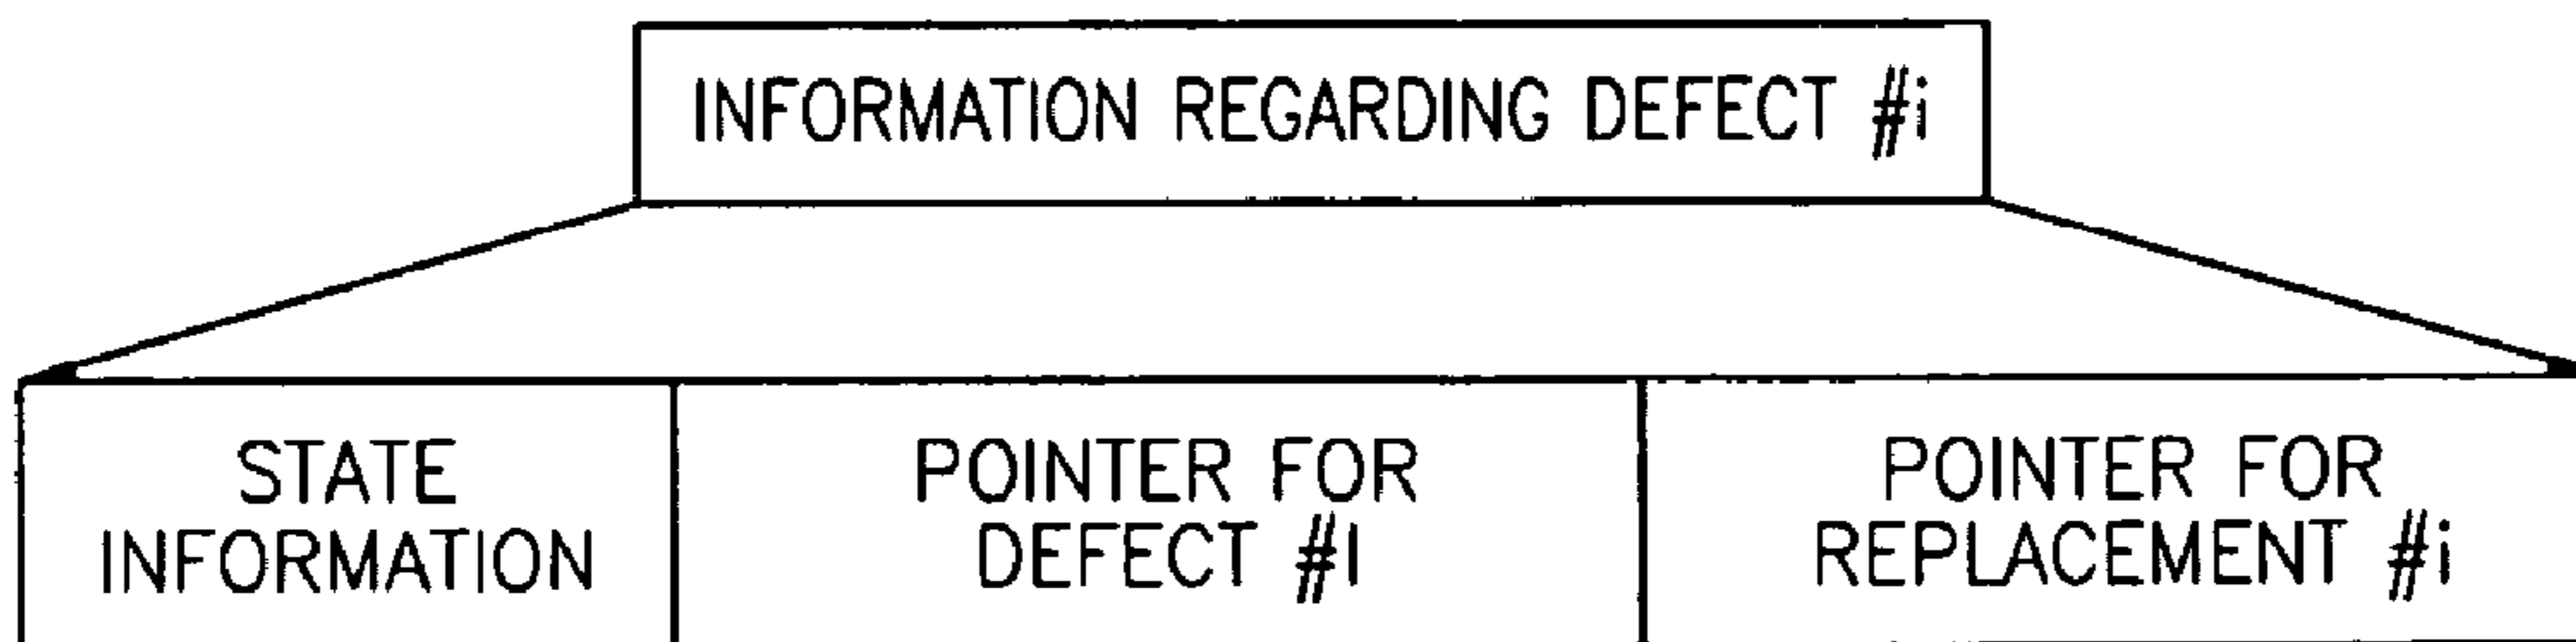 INFORMATION REGARDING DEFECT #i
STATE
INFORMATION
POINTER FOR
DEFECT #I
POINTER FOR
REPLACEMENT #i